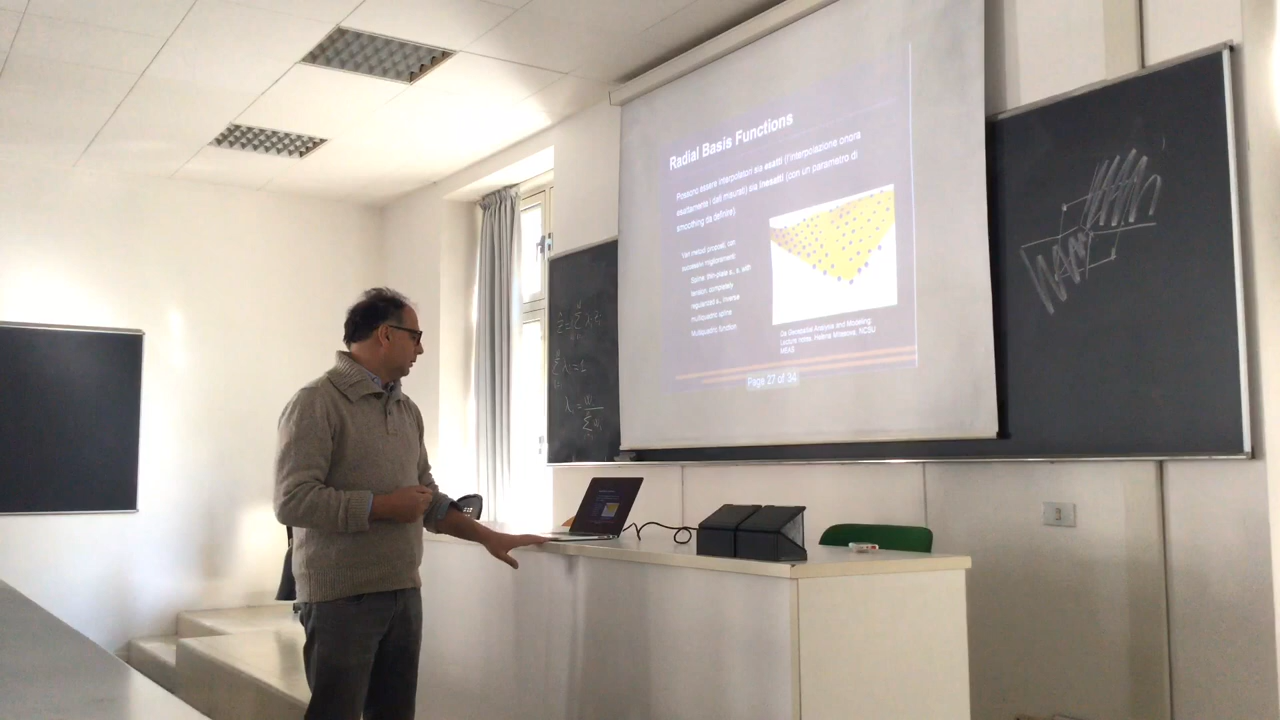 Radial Basis Functions
Possono essere interpolatori sia esatti (l'interpolazione onora
esattamente i dati misurati) sia inesatti (con un parametro di
smoothing da definire).
Vari metodi proposti, con
successivi miglioramenti:
Spline: thin-plate s., s. with
tension, completely
regularized s., inverse
multiquadric spline
Multiquadric function
Da Geospatial Analysis and Modeling:
Lecture notes, Helena Mitasova, NCSU
MEAS
Page 27 of 34